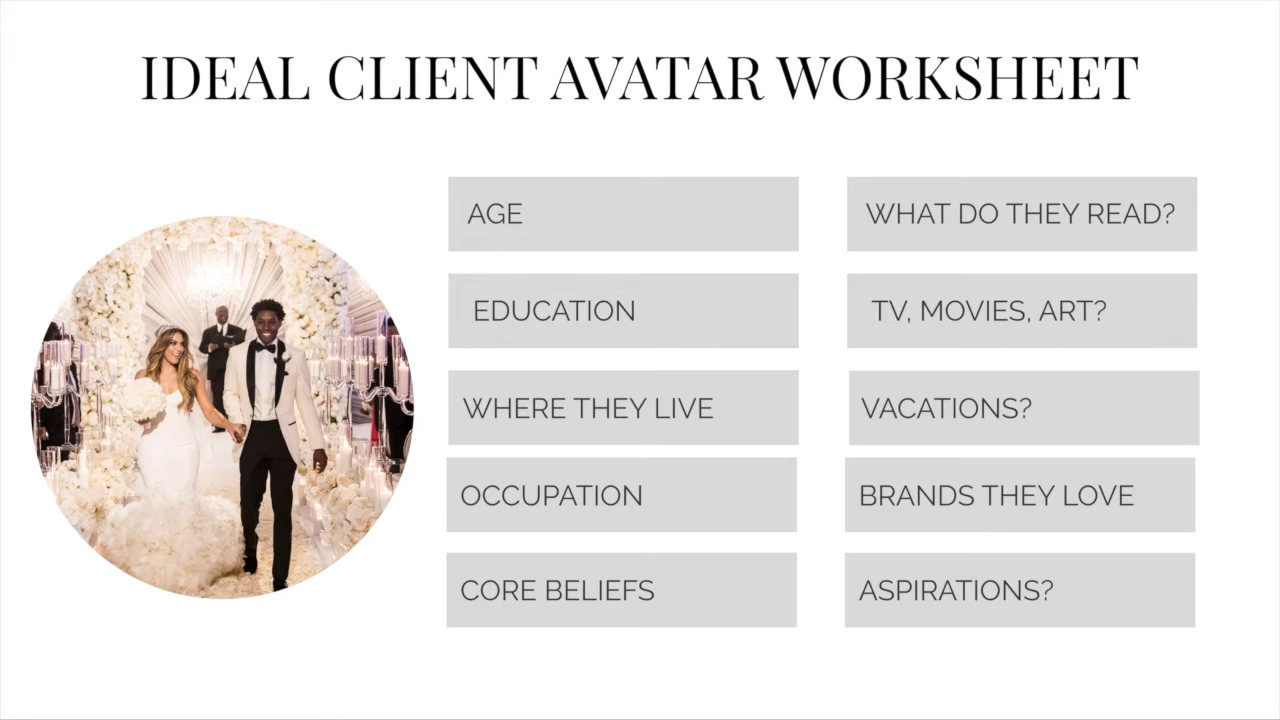 IDEAL CLIENT AVATAR WORKSHEET
AGE
EDUCATION
WHERE THEY LIVE
OCCUPATION
CORE BELIEFS
WHAT DO THEY READ?
TV, MOVIES, ART?
VACATIONS?
BRANDS THEY LOVE
ASPIRATIONS?